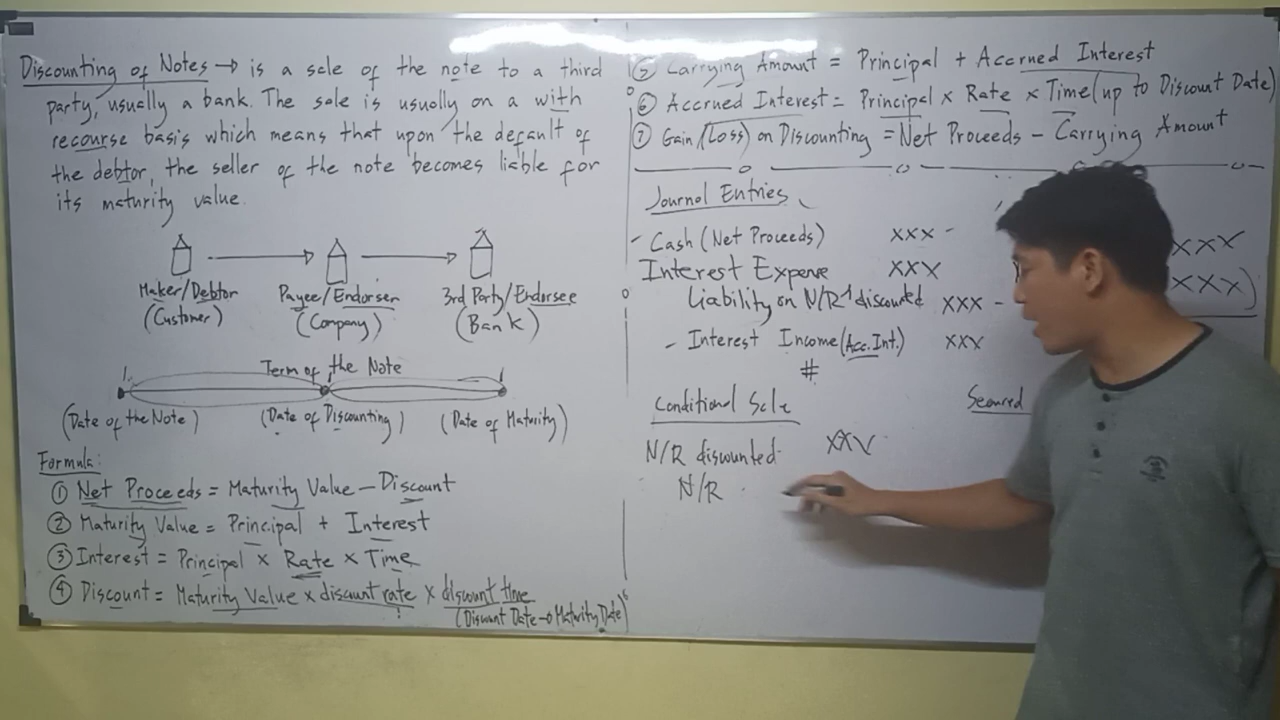 Discounting of Notes → is a sale of the note to a third
party, usually a bank. The sale is usually on a with
recourse basis which means that upon the default of
the debtor, the seller of the note becomes liable for
its maturity value.
Maker/Debtor
(Customer)
Payee/Endorser
(Company)
3rd Party/Endorsee
(Bank)
Term of the Note
(Date of the Note)
(Date of Discounting)
(Date of Maturity)
Formula:
① Net Proceeds = Maturity Value - Discount
② Maturity Value = Principal + Interest
③ Interest = Principal x Rate x Time
④ Discount = Maturity Value x discount rate x discount time
(Discount Date → Maturity Date)
⑤ Carrying Amount = Principal + Accrued Interest
⑥ Accrued Interest = Principal x Rate x Time (up to Discount Date)
⑦ Gain (Loss) on Discounting = Net Proceeds - Carrying Amount
Journal Entries
Cash (Net Proceeds) xxx
Interest Expense xxx
Liability on N/R discounted xxx
Interest Income (Acc. Int.) xxx
#
xxx
xxx)
Conditional Sale
Secured
N/R discounted xxx
N/R